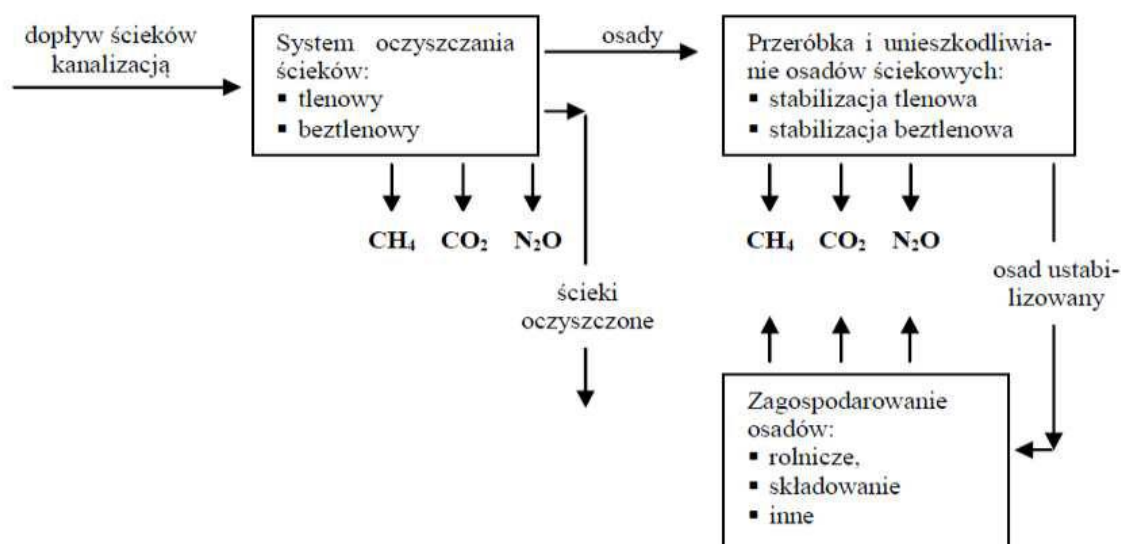 dopływ ścieków
kanalizacją
System oczyszczania
ścieków:
▪ tlenowy
▪ beztlenowy
osady
Przeróbka i unieszkodliwia-
nie osadów ściekowych:
▪ stabilizacja tlenowa
▪ stabilizacja beztlenowa
CH₄ CO₂ N₂O
CH₄ CO₂ N₂O
ścieki
oczyszczone
osad ustabi-
lizowany
Zagospodarowanie
osadów:
▪ rolnicze,
▪ składowanie
▪ inne